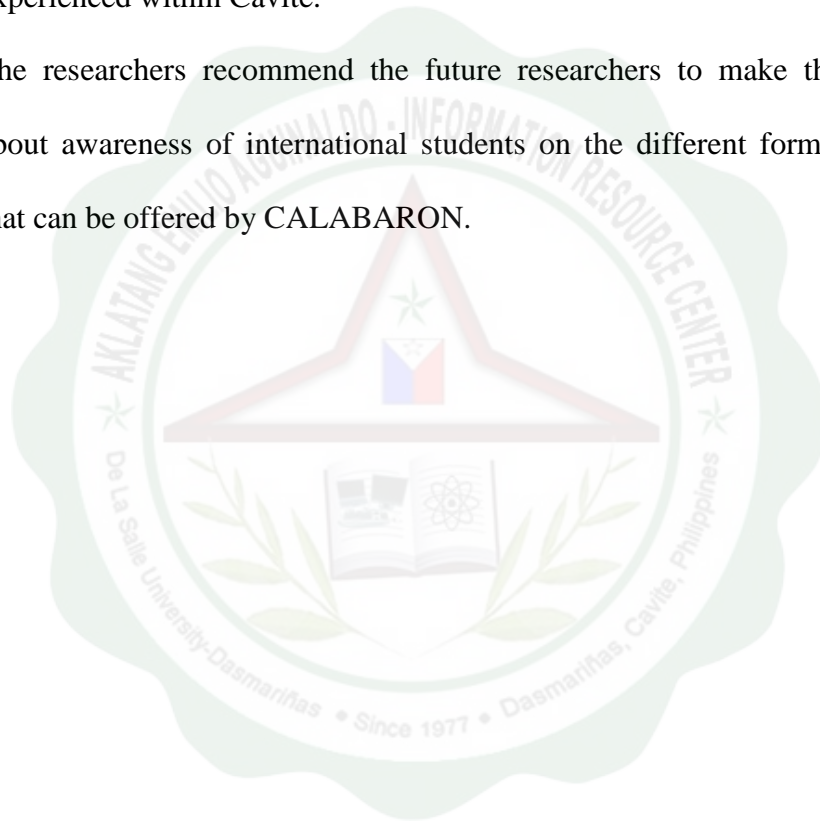 xperienced within Cavite.
he researchers recommend the future researchers to make th
bout awareness of international students on the different form
hat can be offered by CALABARON.
AKLATANG EMILIO AGUINALDO - INFORMATION RESOURCE CENTER
De La Salle University-Dasmariñas • Since 1977 • Dasmariñas, Cavite, Philippines